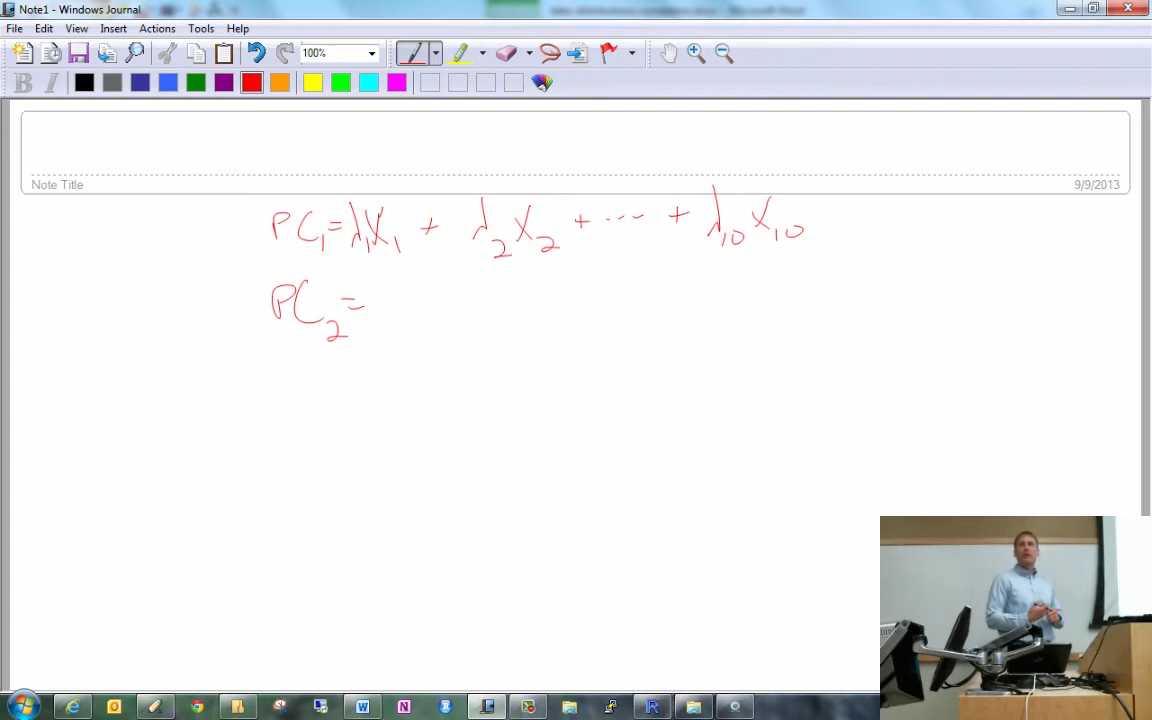 Note1 - Windows Journal
File Edit View Insert Actions Tools Help
100%
B I
Note Title 9/9/2013
PC₁ = λ₁X₁ + λ₂X₂ + ... + λ₁₀X₁₀
PC₂ =